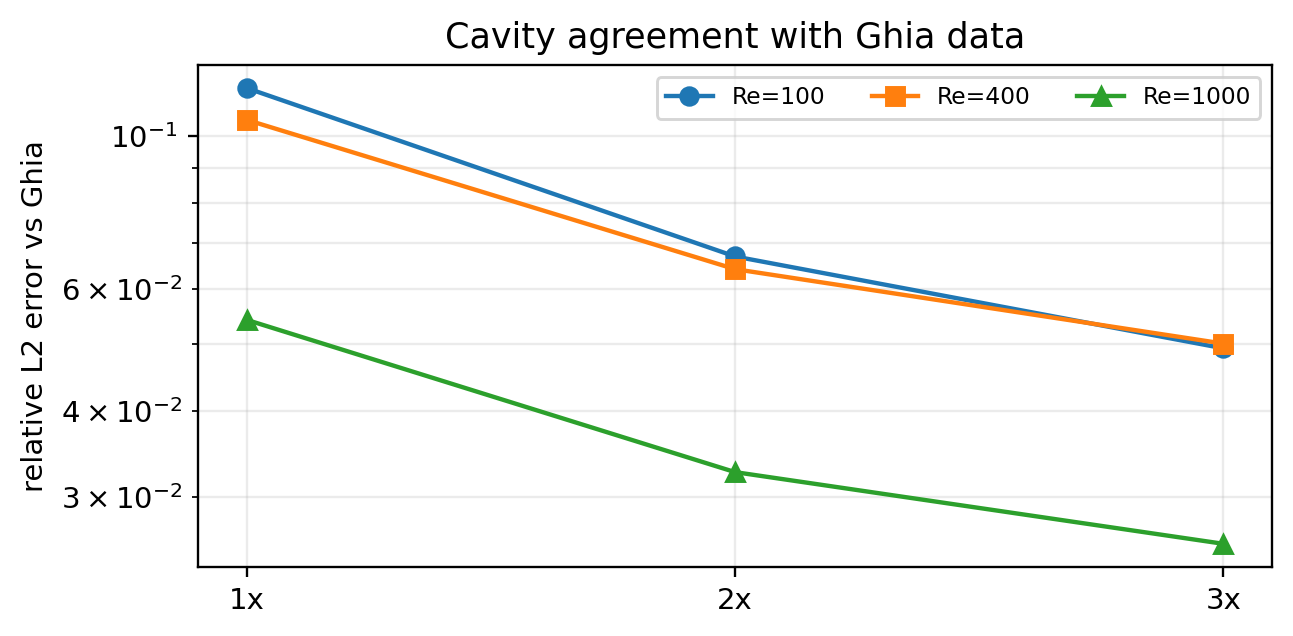 Cavity agreement with Ghia data
Re=100 Re=400 Re=1000
relative L2 error vs Ghia
10⁻¹
6 × 10⁻²
4 × 10⁻²
3 × 10⁻²
1x 2x 3x